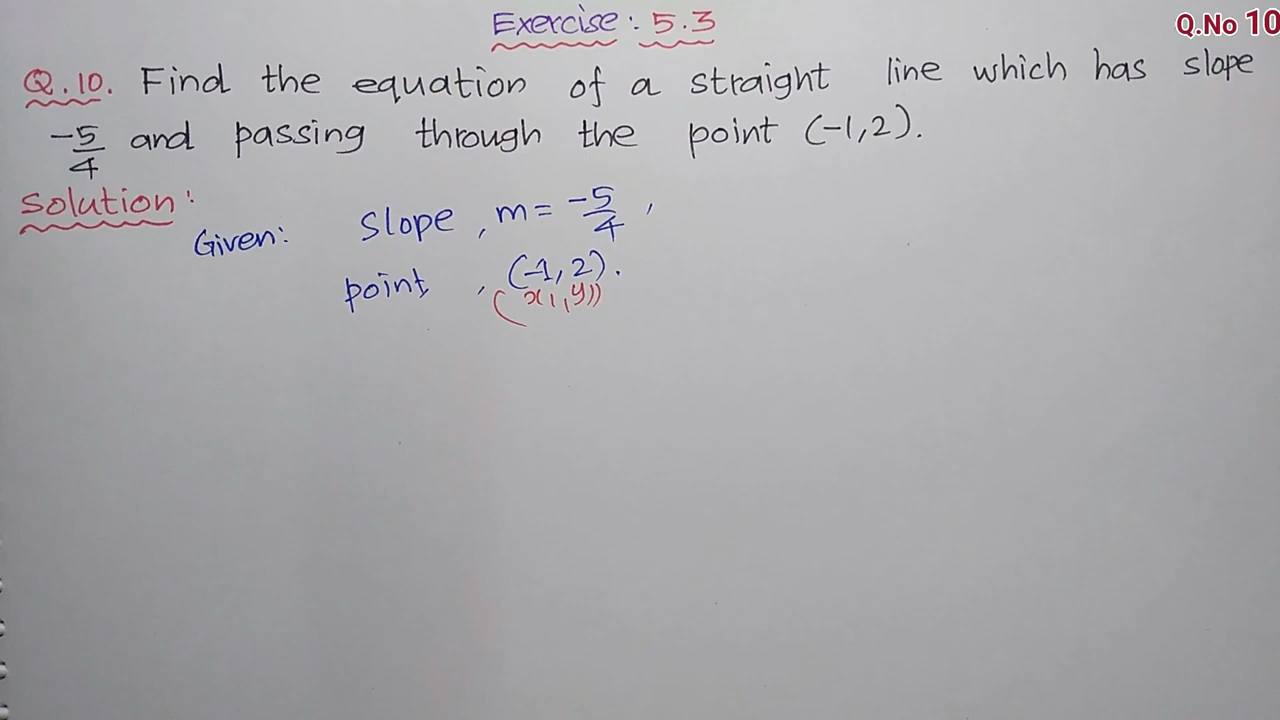 Exercise: 5.3
Q.No 10
Q.10. Find the equation of a straight line which has slope
-5/4 and passing through the point (-1,2).
Solution:
Given: Slope, m = -5/4,
point, (-1,2).
(x1,y1)